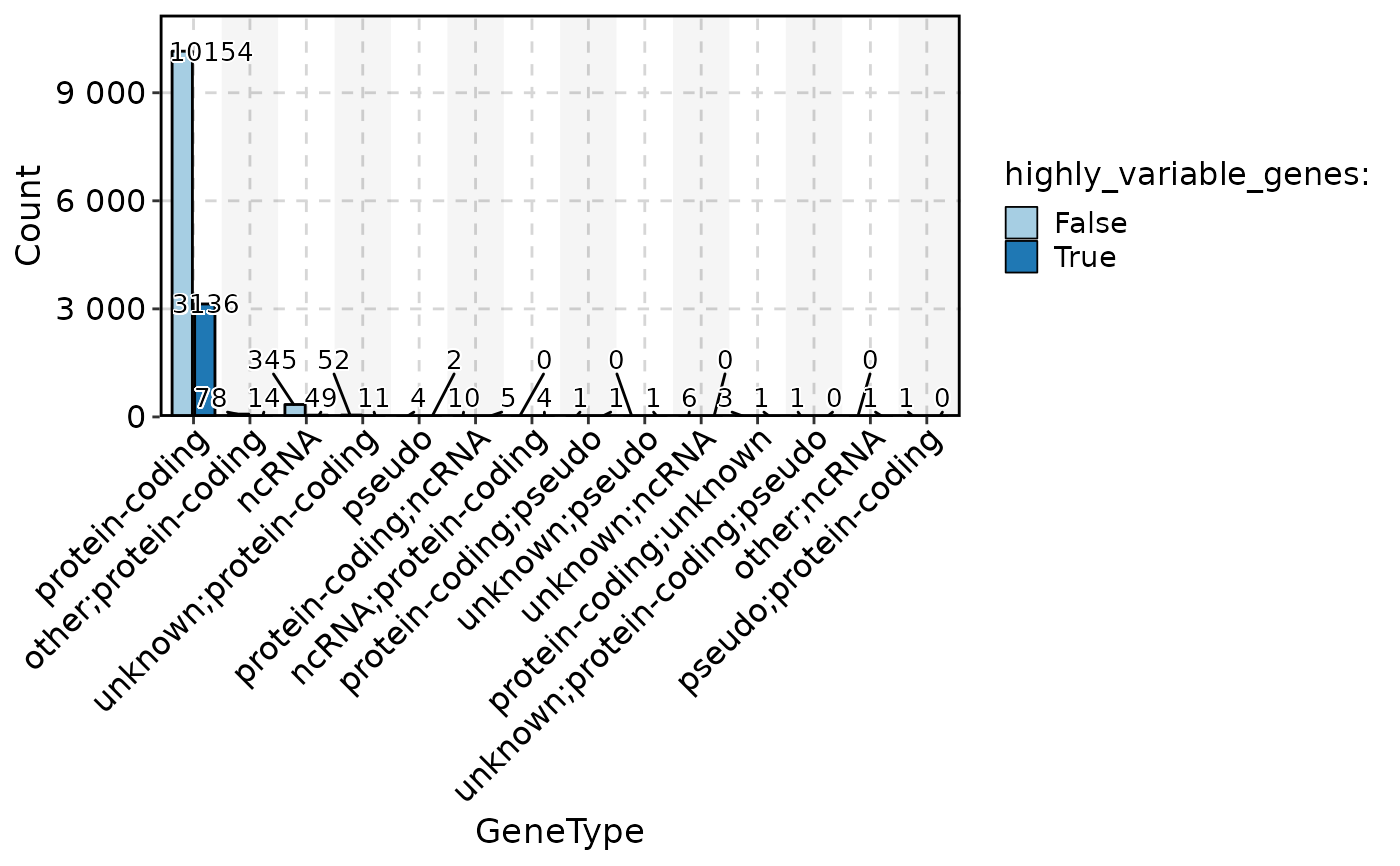 10154
9 000
6 000
3136
3 000
345 52 2 0 0 0 0
78 14 49 11 4 10 5 4 1 1 1 6 3 1 1 0 1 1 0
0
Count
protein-coding
other;protein-coding
ncRNA
unknown;protein-coding
pseudo
protein-coding;ncRNA
ncRNA;protein-coding
protein-coding;pseudo
unknown;pseudo
unknown;ncRNA
protein-coding;unknown
unknown;protein-coding;pseudo
other;ncRNA
pseudo;protein-coding
GeneType
highly_variable_genes:
False
True